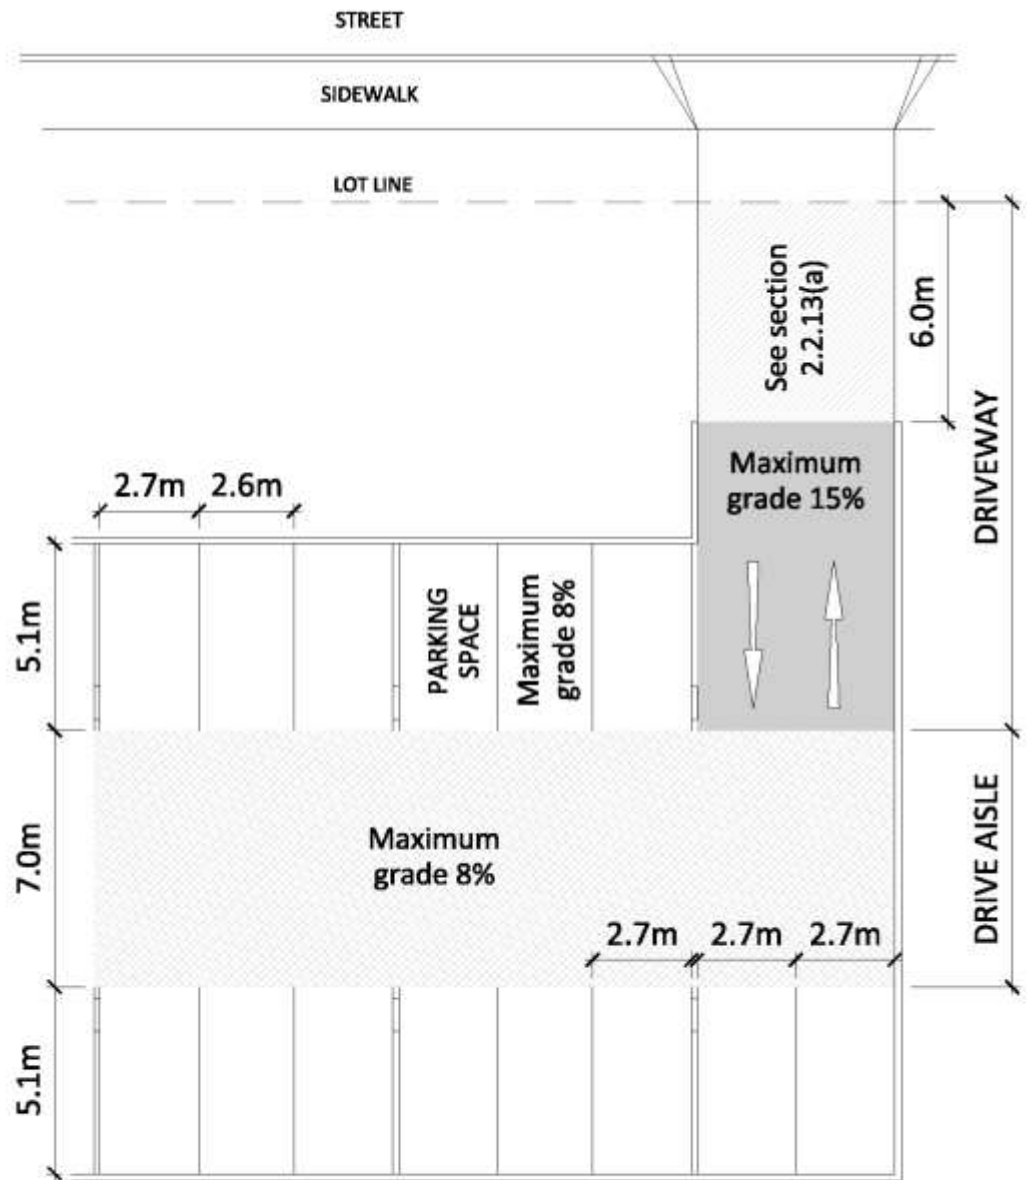 STREET
SIDEWALK
LOT LINE
See section
2.2.13(a)
6.0m
DRIVEWAY
Maximum
grade 15%
2.7m
2.6m
5.1m
PARKING
SPACE
Maximum
grade 8%
7.0m
Maximum
grade 8%
DRIVE AISLE
2.7m
2.7m
2.7m
5.1m